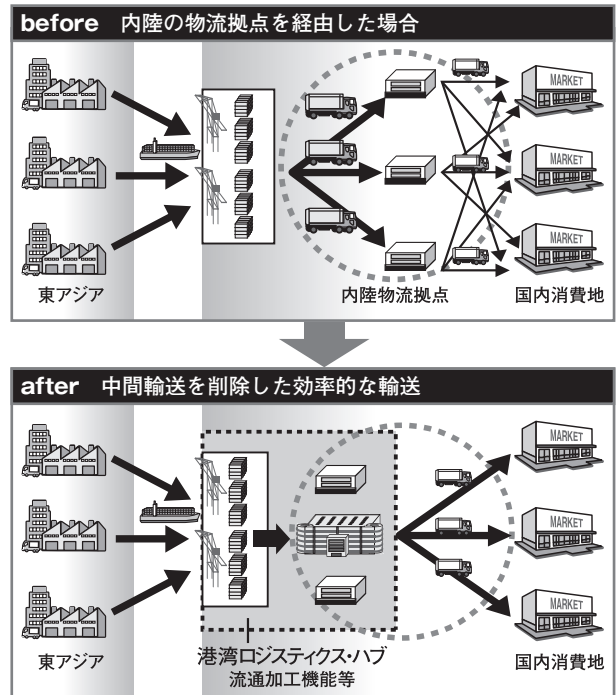 before 内陸の物流拠点を経由した場合
MARKET
MARKET
MARKET
東アジア
内陸物流拠点
国内消費地
after 中間輸送を削除した効率的な輸送
MARKET
MARKET
MARKET
東アジア
港湾ロジスティクス・ハブ
流通加工機能等
国内消費地